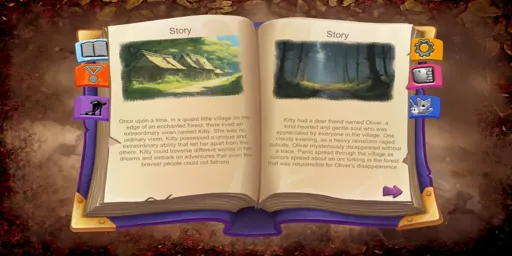 Story
Once upon a time, in a quaint little village on the
edge of an enchanted forest, there lived an
extraordinary vixen named Kitty. She was no
ordinary vixen, Kitty possessed a unique and
extraordinary ability that set her apart from the
others. Kitty could traverse different worlds in her
dreams and embark on adventures that even the
bravest people could not fathom
Story
Kitty had a dear friend named Oliver, a
kind hearted and gentle soul who was
appreciated by everyone in the village. One
cloudy evening, as a heavy rainstorm raged
outside, Oliver mysteriously disappeared without
a trace. Panic spread through the village as
rumors spread about an orc lurking in the forest
that was responsible for Oliver's disappearance